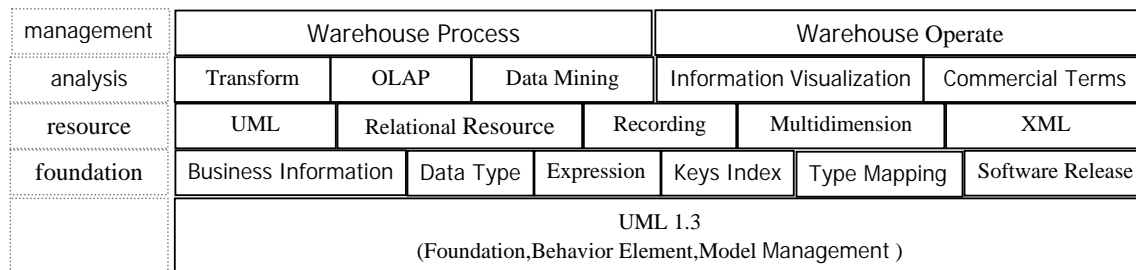 management Warehouse Process Warehouse Operate
analysis Transform OLAP Data Mining Information Visualization Commercial Terms
resource UML Relational Resource Recording Multidimension XML
foundation Business Information Data Type Expression Keys Index Type Mapping Software Release
UML 1.3
(Foundation,Behavior Element,Model Management )